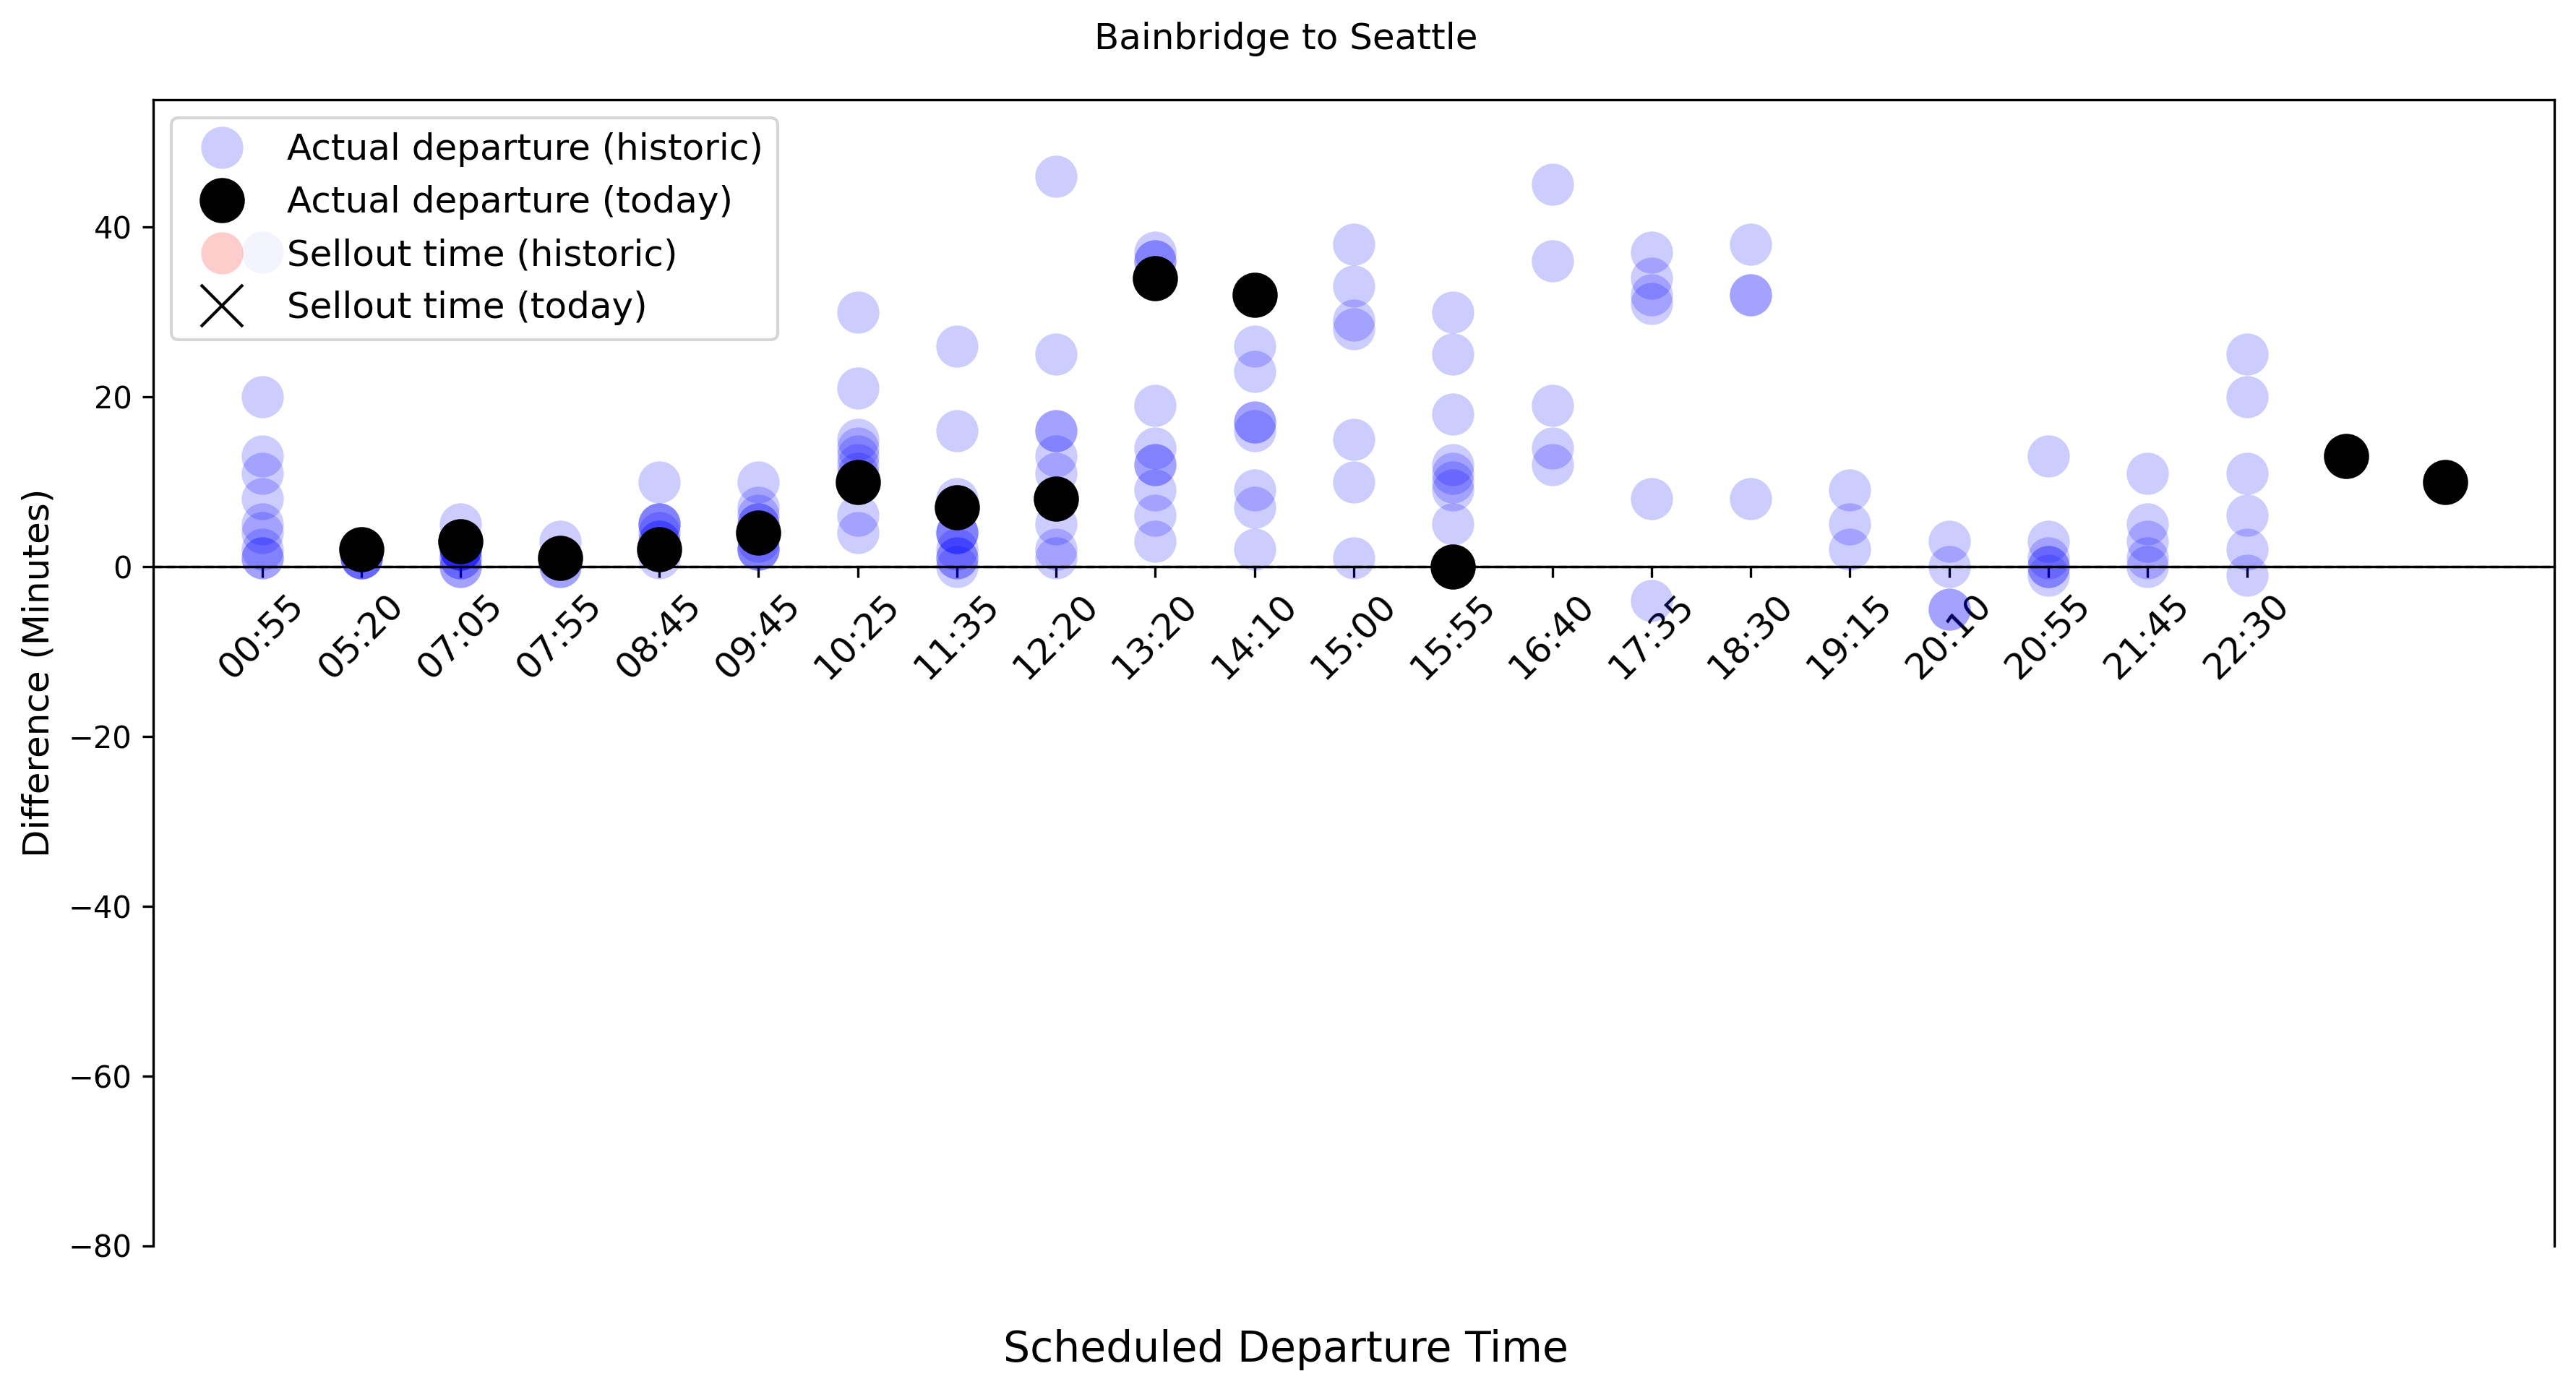 Bainbridge to Seattle
Actual departure (historic)
Actual departure (today)
Sellout time (historic)
Sellout time (today)
Difference (Minutes)
40
20
0
−20
−40
−60
−80
00:55 05:20 07:05 07:55 08:45 09:45 10:25 11:35 12:20 13:20 14:10 15:00 15:55 16:40 17:35 18:30 19:15 20:10 20:55 21:45 22:30
Scheduled Departure Time